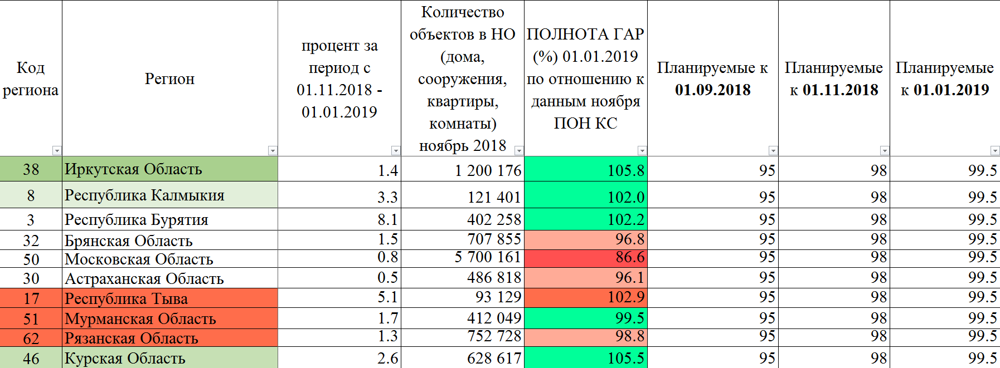 Код
региона
Регион
процент за
период с
01.11.2018 -
01.01.2019
Количество
объектов в НО
(дома,
сооружения,
квартиры,
комнаты)
ноябрь 2018
ПОЛНОТА ГАР
(%) 01.01.2019
по отношению к
данным ноября
ПОН КС
Планируемые к
01.09.2018
Планируемые
к 01.11.2018
Планируемые
к 01.01.2019
38 Иркутская Область 1.4 1 200 176 105.8 95 98 99.5
8 Республика Калмыкия 3.3 121 401 102.0 95 98 99.5
3 Республика Бурятия 8.1 402 258 102.2 95 98 99.5
32 Брянская Область 1.5 707 855 96.8 95 98 99.5
50 Московская Область 0.8 5 700 161 86.6 95 98 99.5
30 Астраханская Область 0.5 486 818 96.1 95 98 99.5
17 Республика Тыва 5.1 93 129 102.9 95 98 99.5
51 Мурманская Область 1.7 412 049 99.5 95 98 99.5
62 Рязанская Область 1.3 752 728 98.8 95 98 99.5
46 Курская Область 2.6 628 617 105.5 95 98 99.5